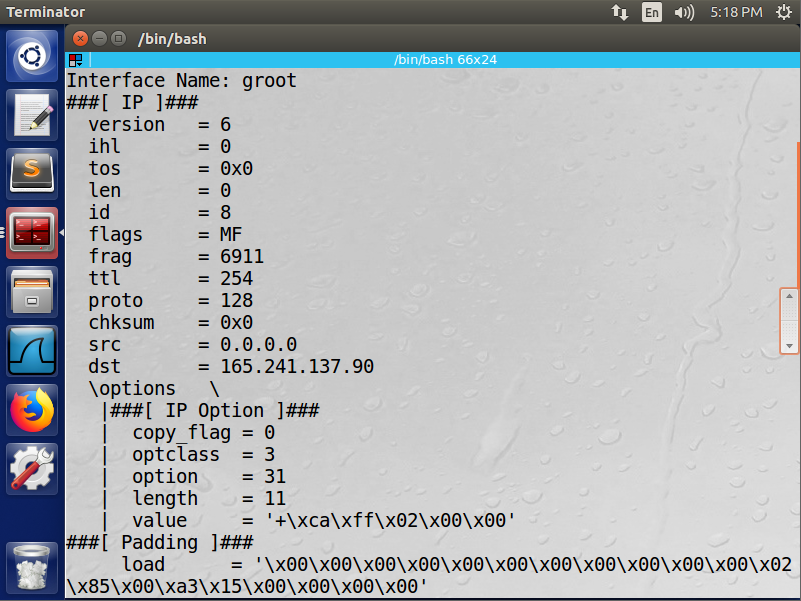 Terminator
En
5:18 PM
/bin/bash
/bin/bash 66x24
Interface Name: groot
###[ IP ]###
  version   = 6
  ihl       = 0
  tos       = 0x0
  len       = 0
  id        = 8
  flags     = MF
  frag      = 6911
  ttl       = 254
  proto     = 128
  chksum    = 0x0
  src       = 0.0.0.0
  dst       = 165.241.137.90
  \options   \
   |###[ IP Option ]###
   |  copy_flag = 0
   |  optclass  = 3
   |  option    = 31
   |  length    = 11
   |  value     = '+\xca\xff\x02\x00\x00'
###[ Padding ]###
     load      = '\x00\x00\x00\x00\x00\x00\x00\x00\x00\x00\x00\x02
\x85\x00\xa3\x15\x00\x00\x00\x00'